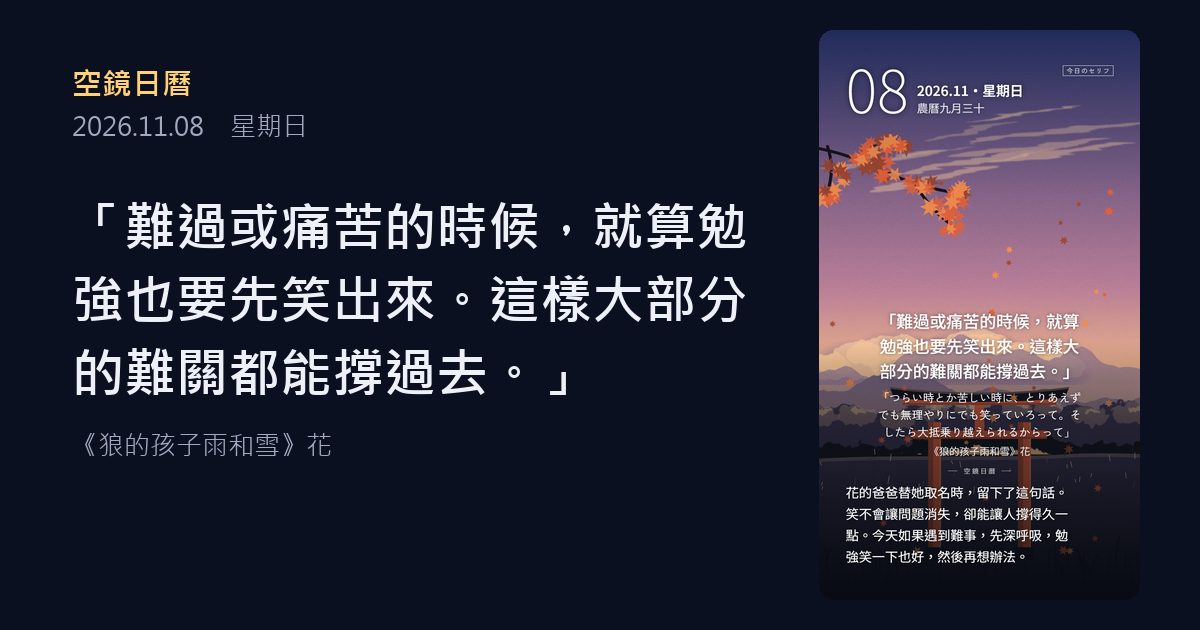 空鏡日曆
2026.11.08 星期日
「難過或痛苦的時候，就算勉
強也要先笑出來。這樣大部分
的難關都能撐過去。」
《狼的孩子雨和雪》花
今日のセリフ
08
2026.11・星期日
農曆九月三十
「難過或痛苦的時候，就算
勉強也要先笑出來。這樣大
部分的難關都能撐過去。」
「つらい時とか苦しい時に、とりあえず
でも無理やりにでも笑っていろって。そ
したら大抵乗り越えられるからって」
《狼的孩子雨和雪》花
— 空鏡日曆 —
花的爸爸替她取名時，留下了這句話。
笑不會讓問題消失，卻能讓人撐得久一
點。今天如果遇到難事，先深呼吸，勉
強笑一下也好，然後再想辦法。